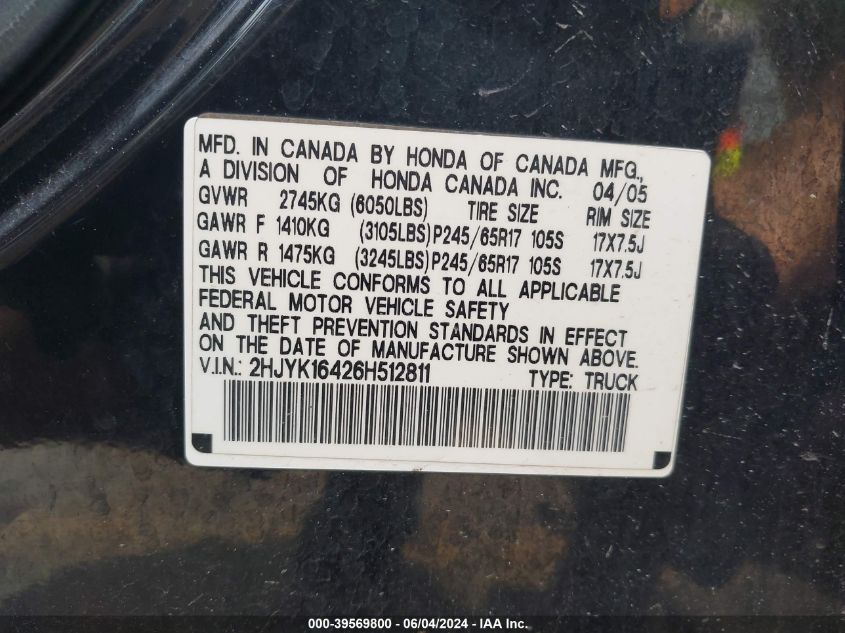 MFD. IN CANADA BY HONDA OF CANADA MFG.,
A DIVISION OF HONDA CANADA INC. 04/05
GVWR 2745KG (6050LBS) TIRE SIZE RIM SIZE
GAWR F 1410KG (3105LBS) P245/65R17 105S 17X7.5J
GAWR R 1475KG (3245LBS) P245/65R17 105S 17X7.5J
THIS VEHICLE CONFORMS TO ALL APPLICABLE
FEDERAL MOTOR VEHICLE SAFETY
AND THEFT PREVENTION STANDARDS IN EFFECT
ON THE DATE OF MANUFACTURE SHOWN ABOVE.
V.I.N.: 2HJYK16426H512811 TYPE: TRUCK
000-39569800 - 06/04/2024 - IAA Inc.